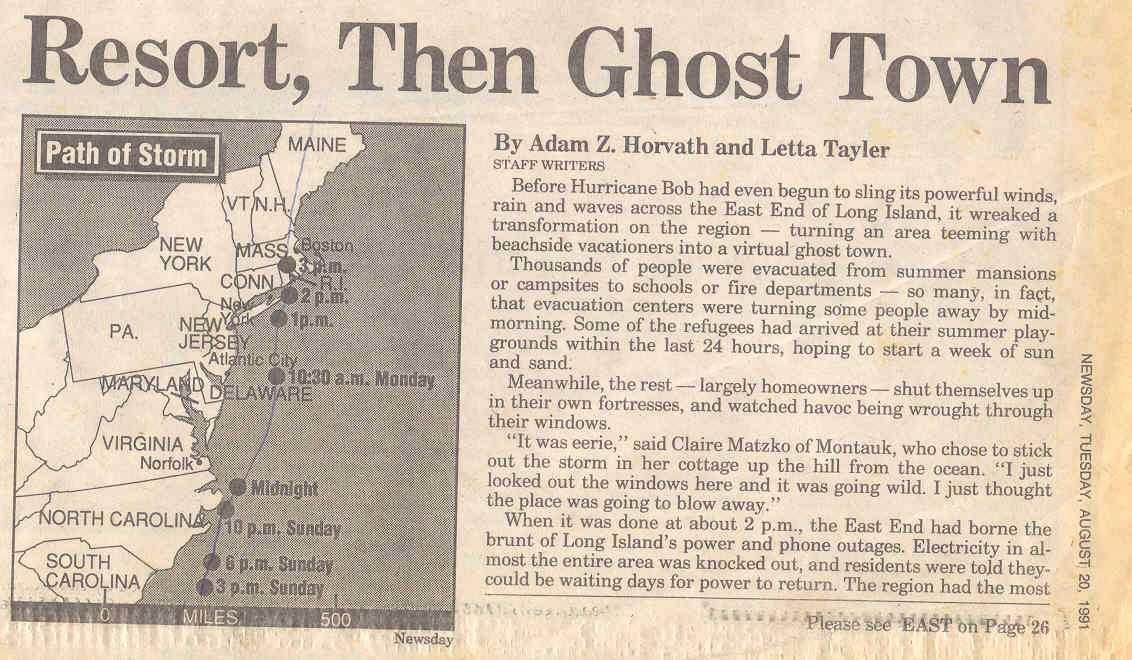 Resort, Then Ghost Town
Path of Storm
MAINE
VT.
N.H.
NEW
YORK
MASS.
Boston
3 p.m.
CONN.
R.I.
2 p.m.
New
York
1 p.m.
PA.
NEW
JERSEY
Atlantic City
10:30 a.m. Monday
MARYLAND
DELAWARE
VIRGINIA
Norfolk
Midnight
NORTH CAROLINA
10 p.m. Sunday
SOUTH
CAROLINA
6 p.m. Sunday
3 p.m. Sunday
0 MILES 500
Newsday
By Adam Z. Horvath and Letta Tayler
STAFF WRITERS
Before Hurricane Bob had even begun to sling its powerful winds,
rain and waves across the East End of Long Island, it wreaked a
transformation on the region — turning an area teeming with
beachside vacationers into a virtual ghost town.
Thousands of people were evacuated from summer mansions
or campsites to schools or fire departments — so many, in fact,
that evacuation centers were turning some people away by mid-
morning. Some of the refugees had arrived at their summer play-
grounds within the last 24 hours, hoping to start a week of sun
and sand.
Meanwhile, the rest — largely homeowners — shut themselves up
in their own fortresses, and watched havoc being wrought through
their windows.
“It was eerie,” said Claire Matzko of Montauk, who chose to stick
out the storm in her cottage up the hill from the ocean. “I just
looked out the windows here and it was going wild. I just thought
the place was going to blow away.”
When it was done at about 2 p.m., the East End had borne the
brunt of Long Island’s power and phone outages. Electricity in al-
most the entire area was knocked out, and residents were told they-
could be waiting days for power to return. The region had the most
Please see EAST on Page 26
NEWSDAY, TUESDAY, AUGUST 20, 1991